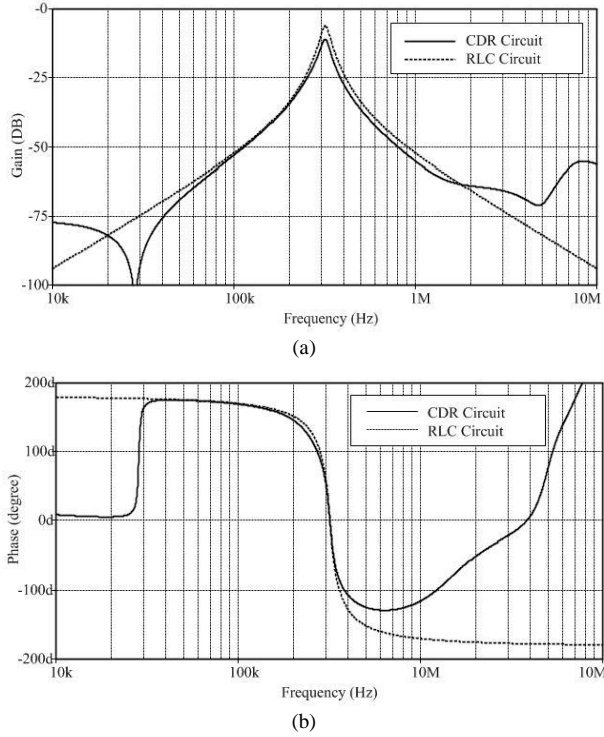 -0
-25
-50
-75
-100
Gain (DB)
CDR Circuit
RLC Circuit
10k
100k
1M
10M
Frequency (Hz)
(a)
200d
100d
0d
-100d
-200d
Phase (degree)
CDR Circuit
RLC Circuit
10k
100k
10M
10M
Frequency (Hz)
(b)